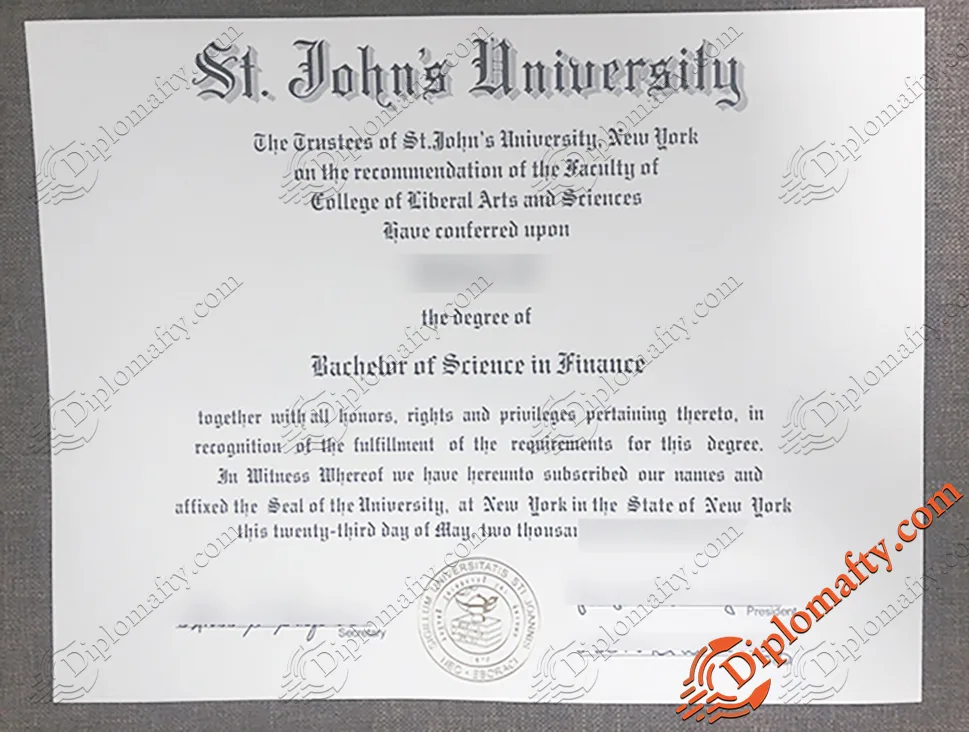 St. John's University
The Trustees of St.John's University, New York
on the recommendation of the Faculty of
College of Liberal Arts and Sciences
Have conferred upon
the degree of
Bachelor of Science in Finance
together with all honors, rights and privileges pertaining thereto, in
recognition of the fulfillment of the requirements for this degree.
In Witness Whereof we have hereunto subscribed our names and
affixed the Seal of the University, at New York in the State of New York
this twenty-third day of May, two
Secretary
President
SIGILLUM UNIVERSITATIS STI JOANNIS
Diplomafty.com